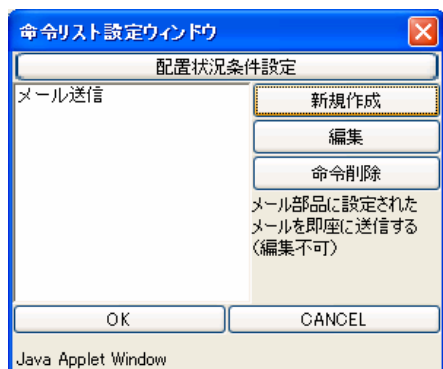 命令リスト設定ウィンドウ
配置状況条件設定
メール送信
新規作成
編集
命令削除
メール部品に設定された
メールを即座に送信する
(編集不可)
OK
CANCEL
Java Applet Window